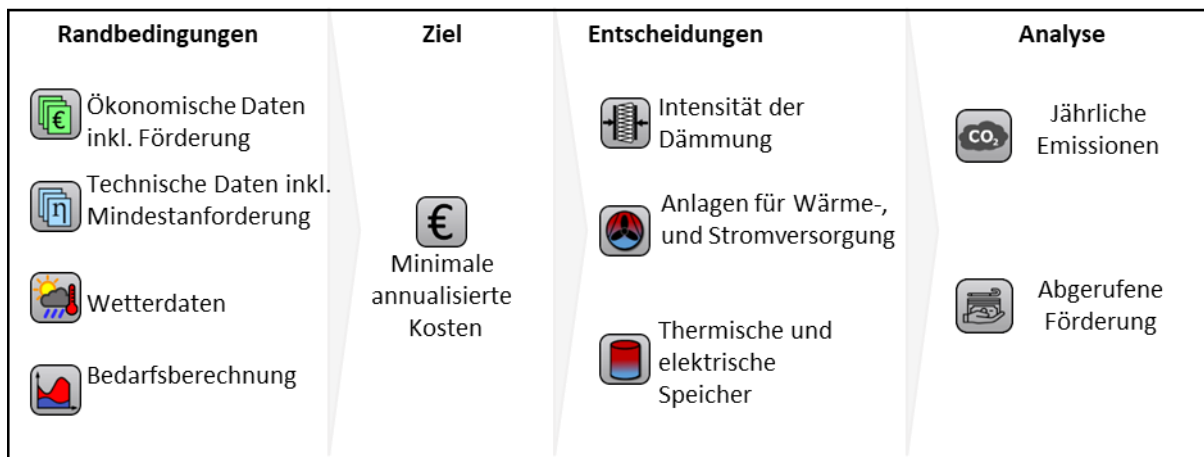 Randbedingungen
Ökonomische Daten
inkl. Förderung
€
Technische Daten inkl.
Mindestanforderung
η
Wetterdaten
Bedarfsberechnung
Ziel
€
Minimale
annualisierte
Kosten
Entscheidungen
Intensität der
Dämmung
Anlagen für Wärme-,
und Stromversorgung
Thermische und
elektrische
Speicher
Analyse
CO₂
Jährliche
Emissionen
Abgerufene
Förderung